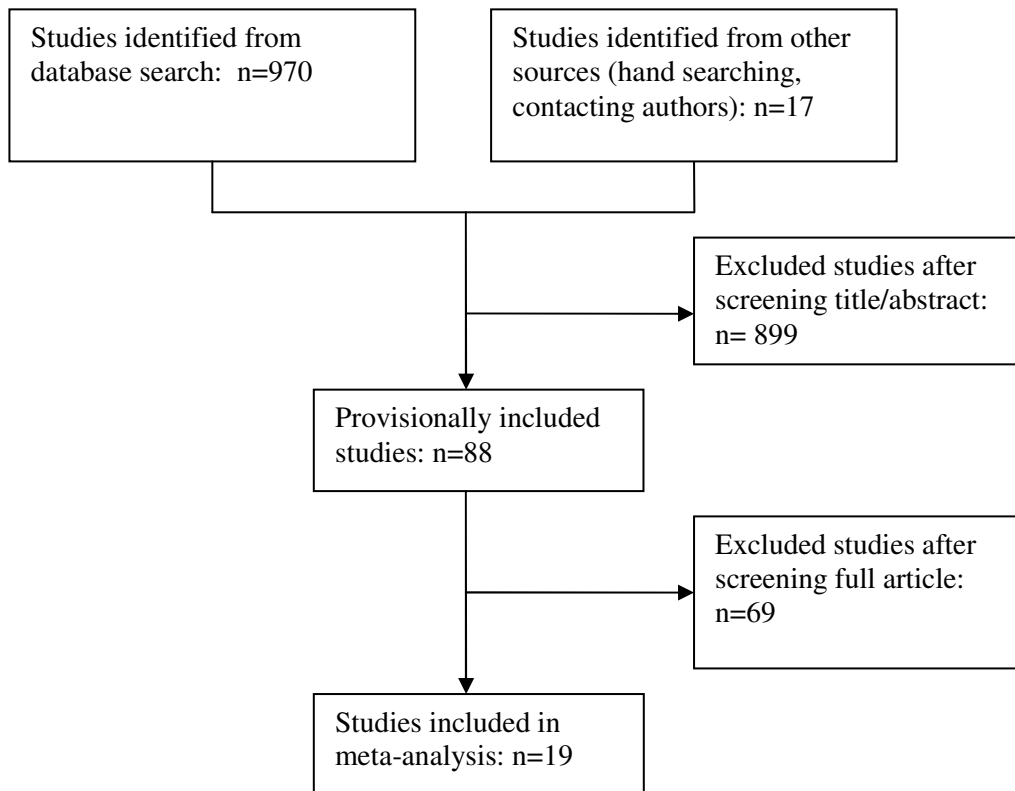 Studies identified from
database search:  n=970
Studies identified from other
sources (hand searching,
contacting authors): n=17
Excluded studies after
screening title/abstract:
n= 899
Provisionally included
studies: n=88
Excluded studies after
screening full article:
n=69
Studies included in
meta-analysis: n=19